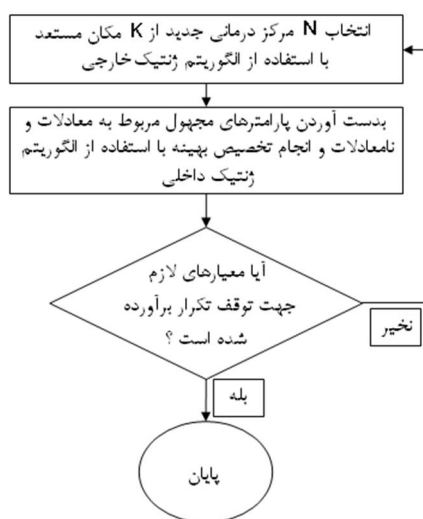 انتخاب N مرکز درمانی جدید از K مکان مستعد
با استفاده از الگوریتم ژنتیک خارجی
بدست آوردن پارامترهای مجهول مربوط به معادلات و
نامعادلات و انجام تخصیص بهینه با استفاده از الگوریتم
ژنتیک داخلی
آیا معیارهای لازم
جهت توقف تکرار برآورده
شده است ؟
نخیر
بله
پایان